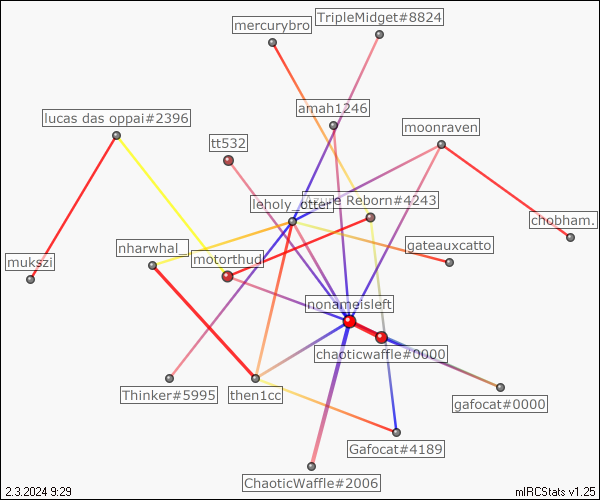 TripleMidget#8824
mercurybro
amah1246
lucas das oppai#2396
moonraven
tt532
leholy_otter
Reborn#4243
chobham.
nharwhal_
gateauxcatto
motorthud
mukszi
nonameisleft
chaoticwaffle#0000
Thinker#5995
then1cc
gafocat#0000
Gafocat#4189
ChaoticWaffle#2006
2.3.2024 9:29
mIRCStats v1.25